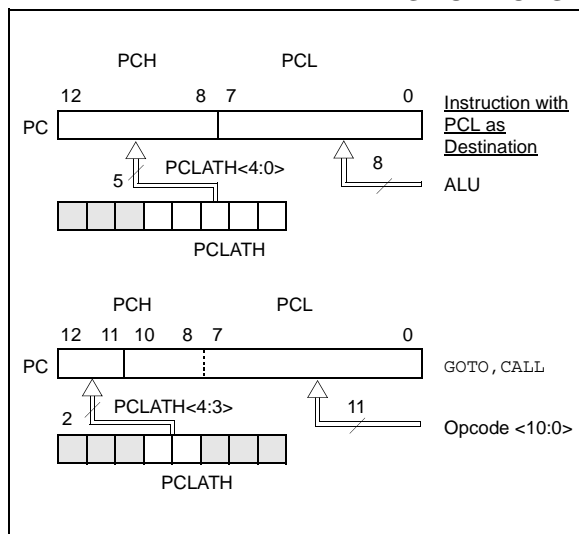 PCH PCL
12 8 7 0
Instruction with
PCL as
Destination
PC
5 PCLATH<4:0> 8
ALU
PCLATH
PCH PCL
12 11 10 8 7 0
PC GOTO,CALL
2 PCLATH<4:3> 11
Opcode <10:0>
PCLATH